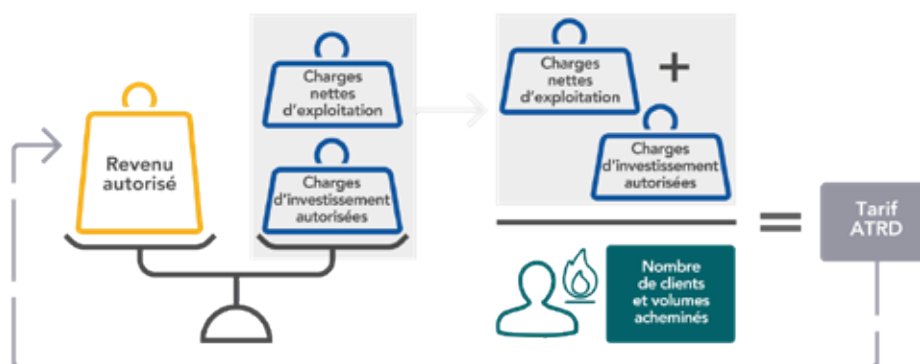 Revenu
autorisé
Charges
nettes
d'exploitation
Charges
d'investissement
autorisées
Charges
nettes
d'exploitation
+
Charges
d'investissement
autorisées
Nombre
de clients
et volumes
acheminés
=
Tarif
ATRD